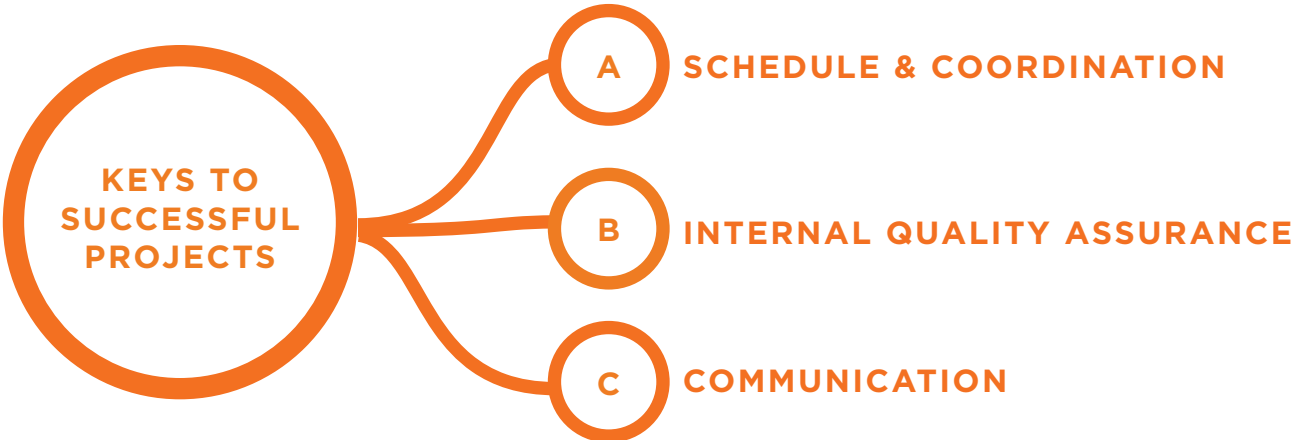 KEYS TO
SUCCESSFUL
PROJECTS
A SCHEDULE & COORDINATION
B INTERNAL QUALITY ASSURANCE
C COMMUNICATION